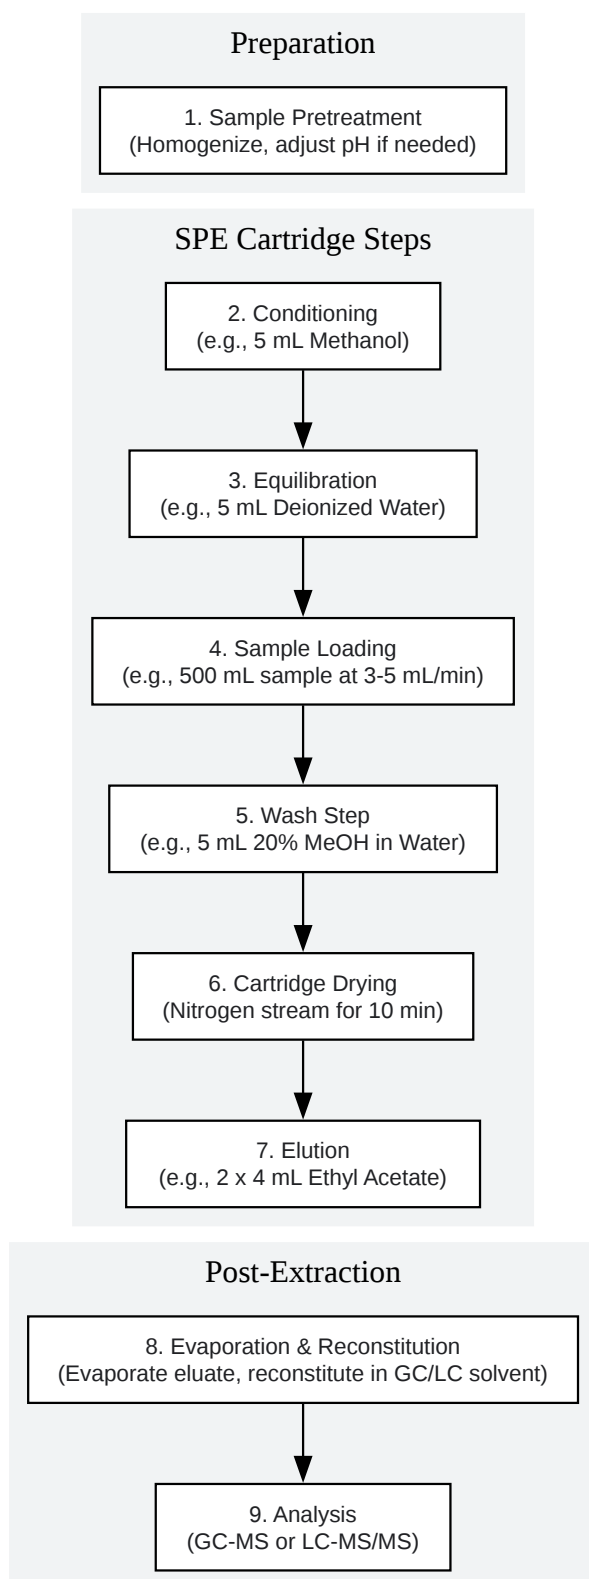 Preparation
1. Sample Pretreatment
(Homogenize, adjust pH if needed)
SPE Cartridge Steps
2. Conditioning
(e.g., 5 mL Methanol)
3. Equilibration
(e.g., 5 mL Deionized Water)
4. Sample Loading
(e.g., 500 mL sample at 3-5 mL/min)
5. Wash Step
(e.g., 5 mL 20% MeOH in Water)
6. Cartridge Drying
(Nitrogen stream for 10 min)
7. Elution
(e.g., 2 x 4 mL Ethyl Acetate)
Post-Extraction
8. Evaporation & Reconstitution
(Evaporate eluate, reconstitute in GC/LC solvent)
9. Analysis
(GC-MS or LC-MS/MS)